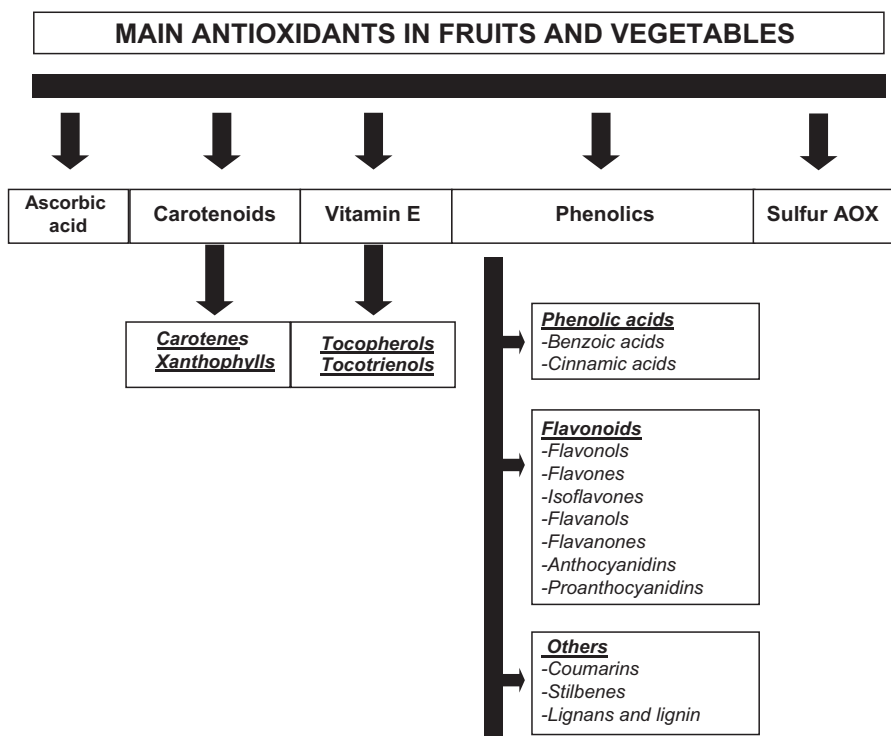 MAIN ANTIOXIDANTS IN FRUITS AND VEGETABLES
Ascorbic
acid
Carotenoids
Vitamin E
Phenolics
Sulfur AOX
Carotenes
Xanthophylls
Tocopherols
Tocotrienols
Phenolic acids
-Benzoic acids
-Cinnamic acids
Flavonoids
-Flavonols
-Flavones
-Isoflavones
-Flavanols
-Flavanones
-Anthocyanidins
-Proanthocyanidins
Others
-Coumarins
-Stilbenes
-Lignans and lignin